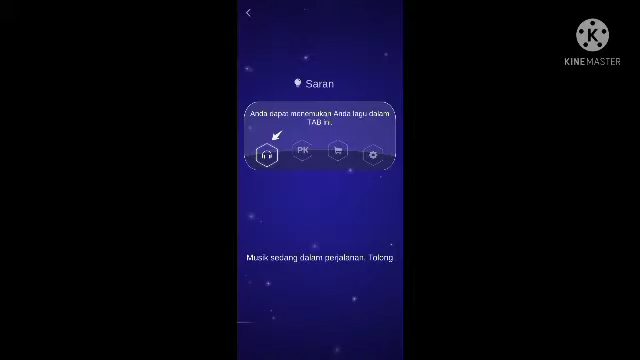 Saran
Anda dapat menemukan Anda lagu dalam
TAB ini.
PK
Musik sedang dalam perjalanan. Tolong
K
KINEMASTER